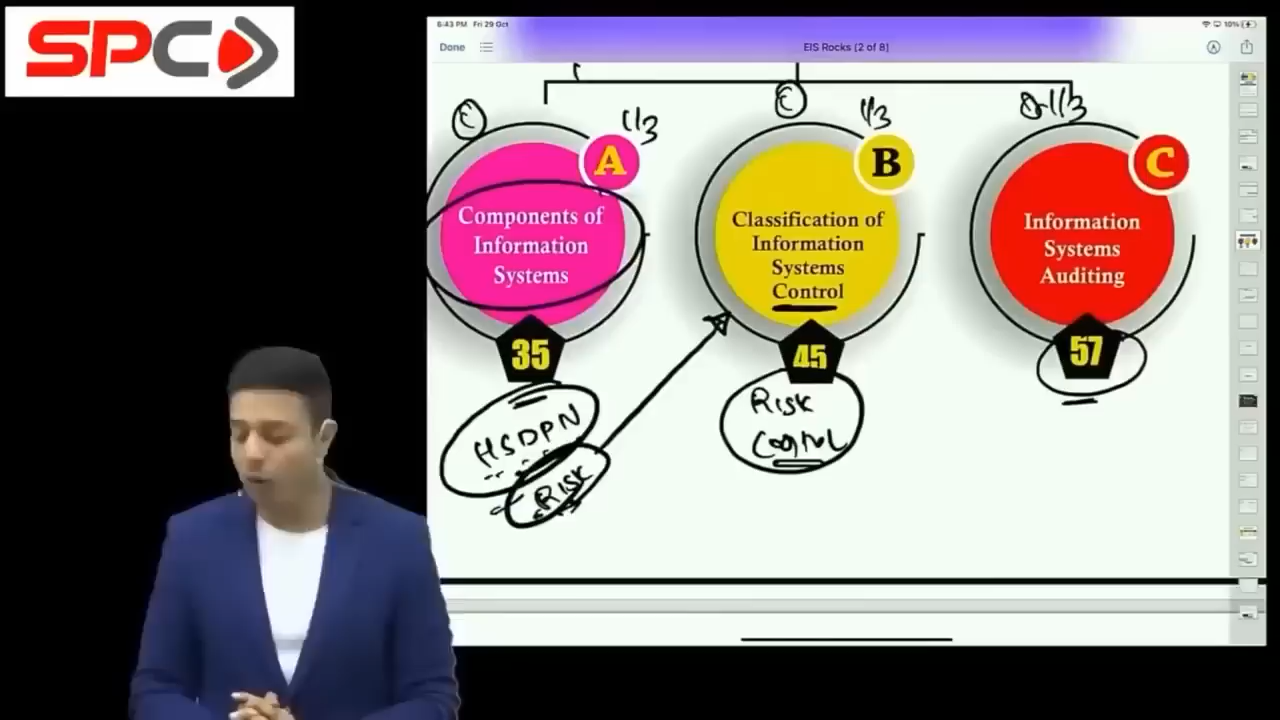 SPC
6:43 PM Fri 29 Oct
10%
Done
EIS Rocks (2 of 8)
C
1/3
A
Components of
Information
Systems
35
HSDPN
Risk
C
1/3
B
Classification of
Information
Systems
Control
45
Risk
Control
1/3
C
Information
Systems
Auditing
57